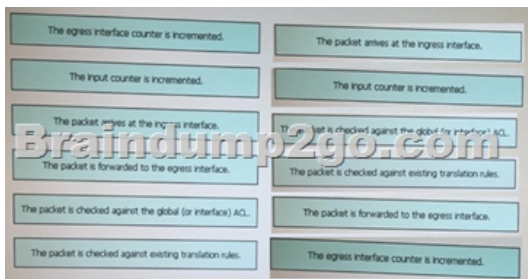 The egress interface counter is incremented.
The input counter is incremented.
The packet arrives at the ingress interface.
The packet is forwarded to the egress interface.
The packet is checked against the global (or interface) ACL.
The packet is checked against existing translation rules.
The packet arrives at the ingress interface.
The input counter is incremented.
The packet is checked against the global (or interface) ACL.
The packet is checked against existing translation rules.
The packet is forwarded to the egress interface.
The egress interface counter is incremented.
Braindump2go.com